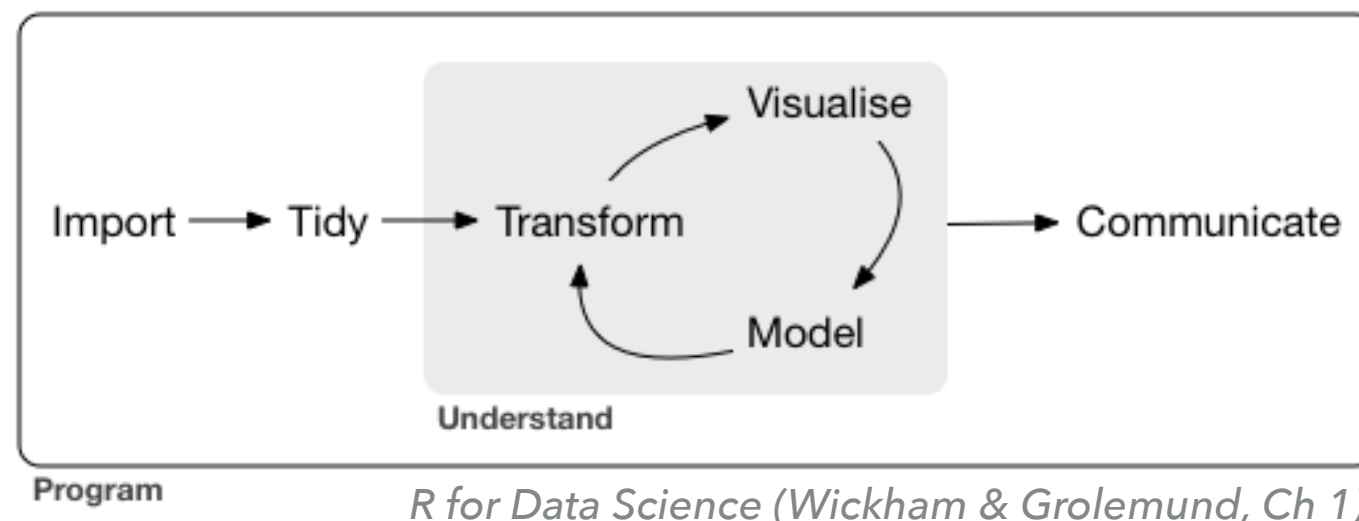 Visualise
Import Tidy Transform Communicate
Model
Understand
Program
R for Data Science (Wickham & Grolemund, Ch 1)